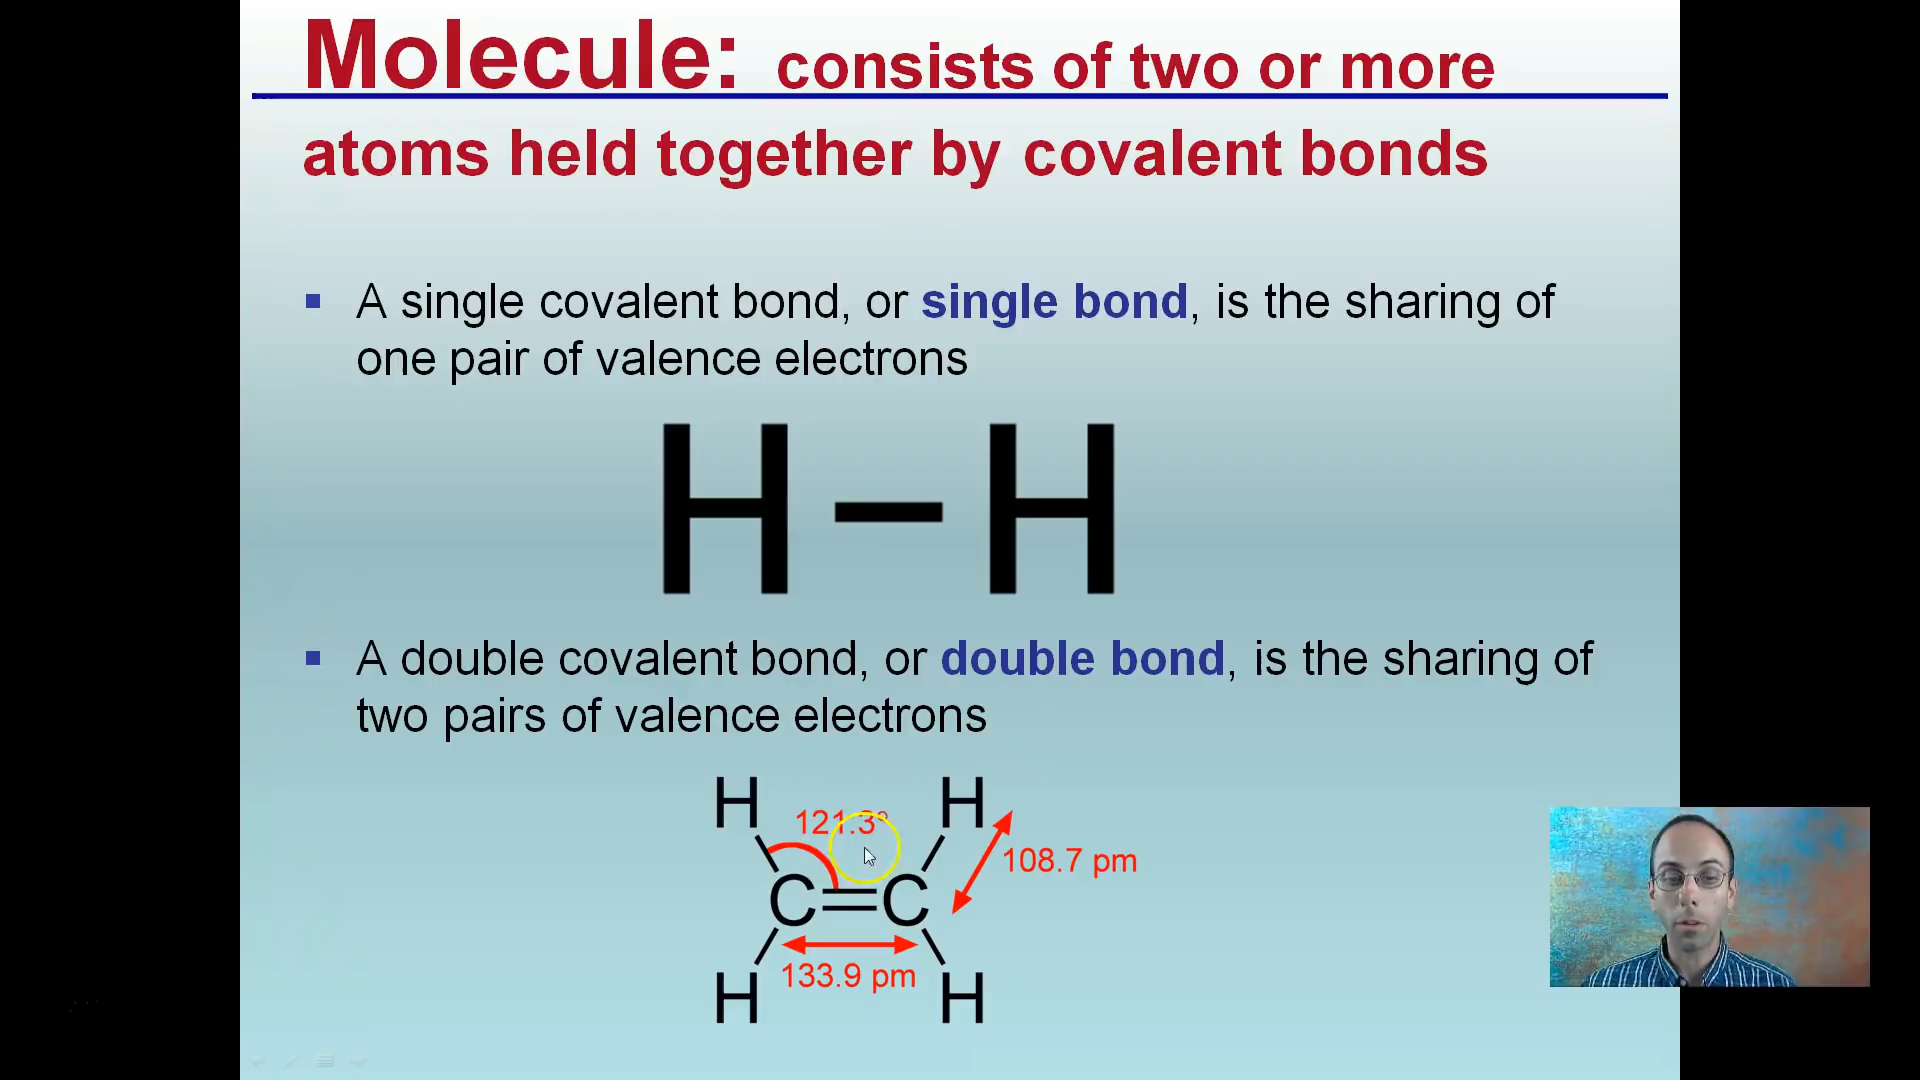 Molecule: consists of two or more
atoms held together by covalent bonds
▪ A single covalent bond, or single bond, is the sharing of
one pair of valence electrons
H – H
▪ A double covalent bond, or double bond, is the sharing of
two pairs of valence electrons
H H
121.3°
108.7 pm
C=C
133.9 pm
H H